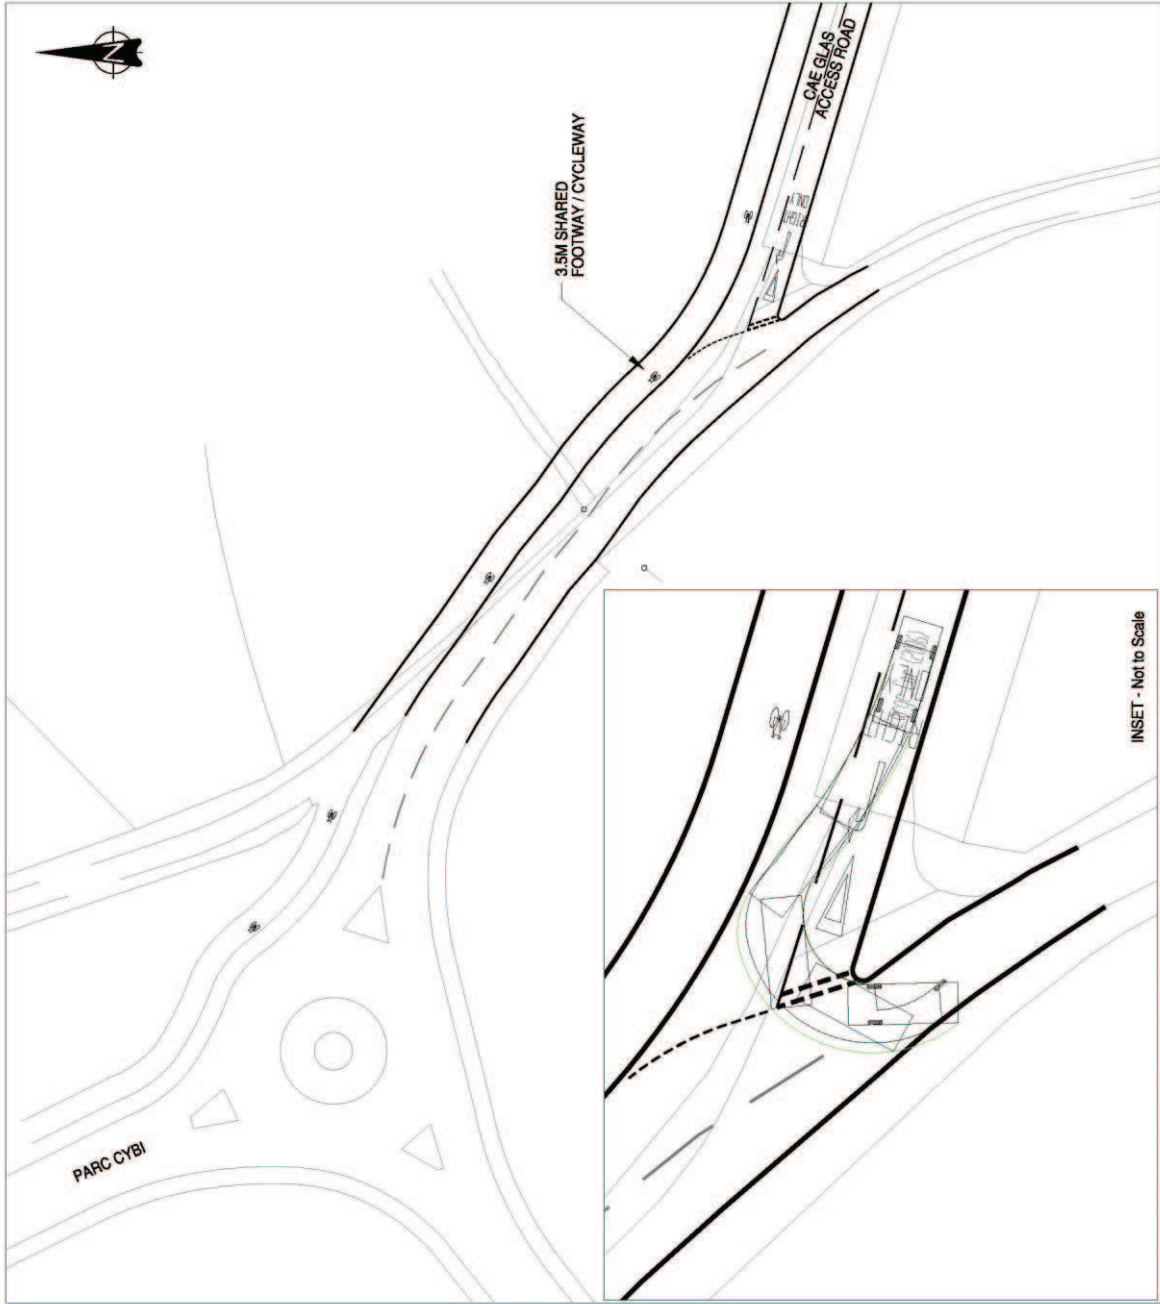 N
CAE GLAS
ACCESS ROAD
3.5M SHARED
FOOTWAY / CYCLEWAY
PARC CYBI
INSET - Not to Scale